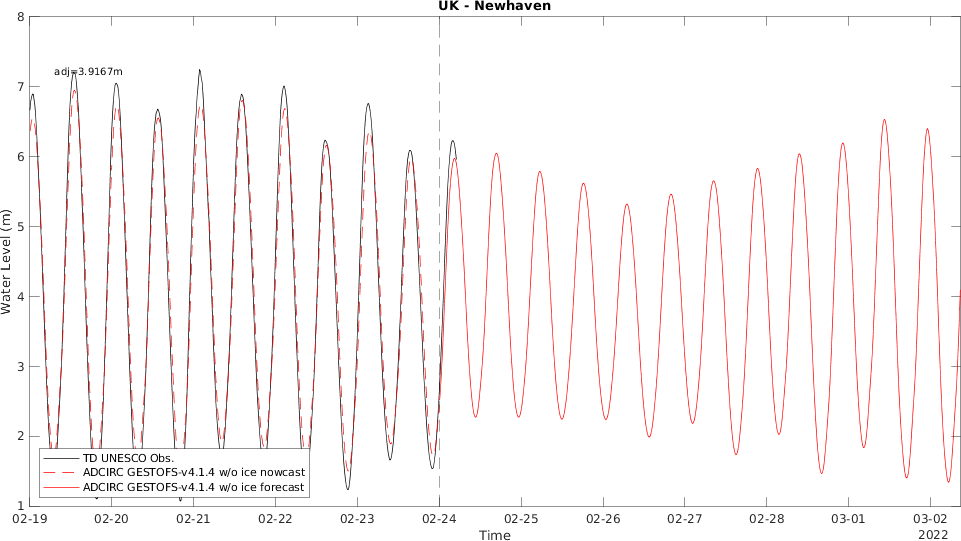 UK - Newhaven
8
7
6
5
4
3
2
1
Water Level (m)
adj=3.9167m
TD UNESCO Obs.
ADCIRC GESTOFS-v4.1.4 w/o ice nowcast
ADCIRC GESTOFS-v4.1.4 w/o ice forecast
02-19 02-20 02-21 02-22 02-23 02-24 02-25 02-26 02-27 02-28 03-01 03-02
2022
Time